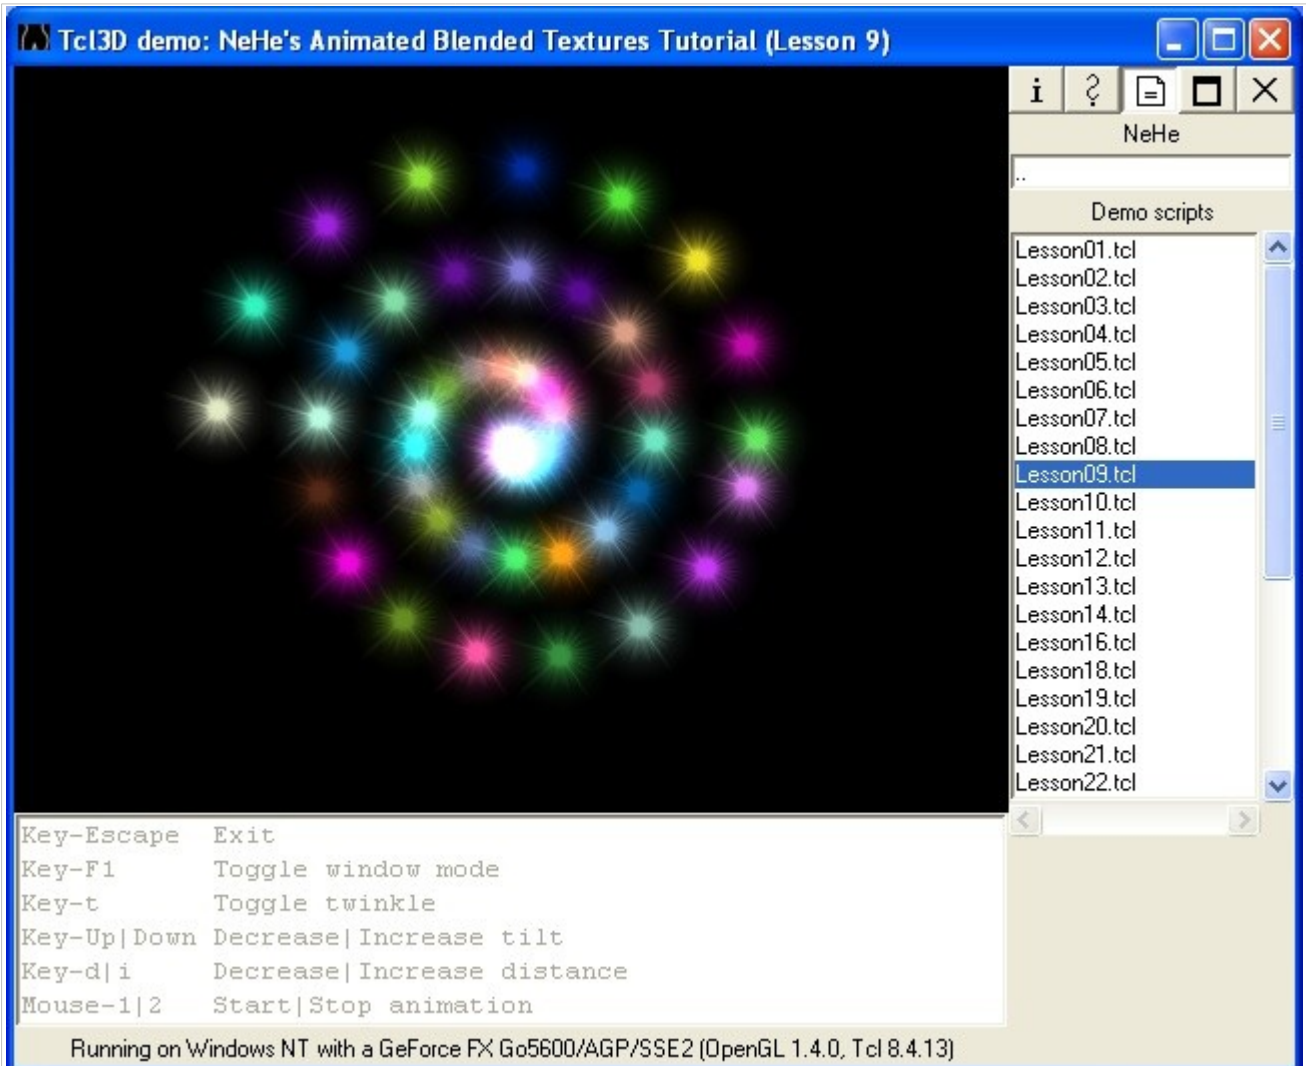 Tcl3D demo: NeHe's Animated Blended Textures Tutorial (Lesson 9)
NeHe
..
Demo scripts
Lesson01.tcl
Lesson02.tcl
Lesson03.tcl
Lesson04.tcl
Lesson05.tcl
Lesson06.tcl
Lesson07.tcl
Lesson08.tcl
Lesson09.tcl
Lesson10.tcl
Lesson11.tcl
Lesson12.tcl
Lesson13.tcl
Lesson14.tcl
Lesson16.tcl
Lesson18.tcl
Lesson19.tcl
Lesson20.tcl
Lesson21.tcl
Lesson22.tcl
Key-Escape Exit
Key-F1 Toggle window mode
Key-t Toggle twinkle
Key-Up|Down Decrease|Increase tilt
Key-d|i Decrease|Increase distance
Mouse-1|2 Start|Stop animation
Running on Windows NT with a GeForce FX Go5600/AGP/SSE2 (OpenGL 1.4.0, Tcl 8.4.13)